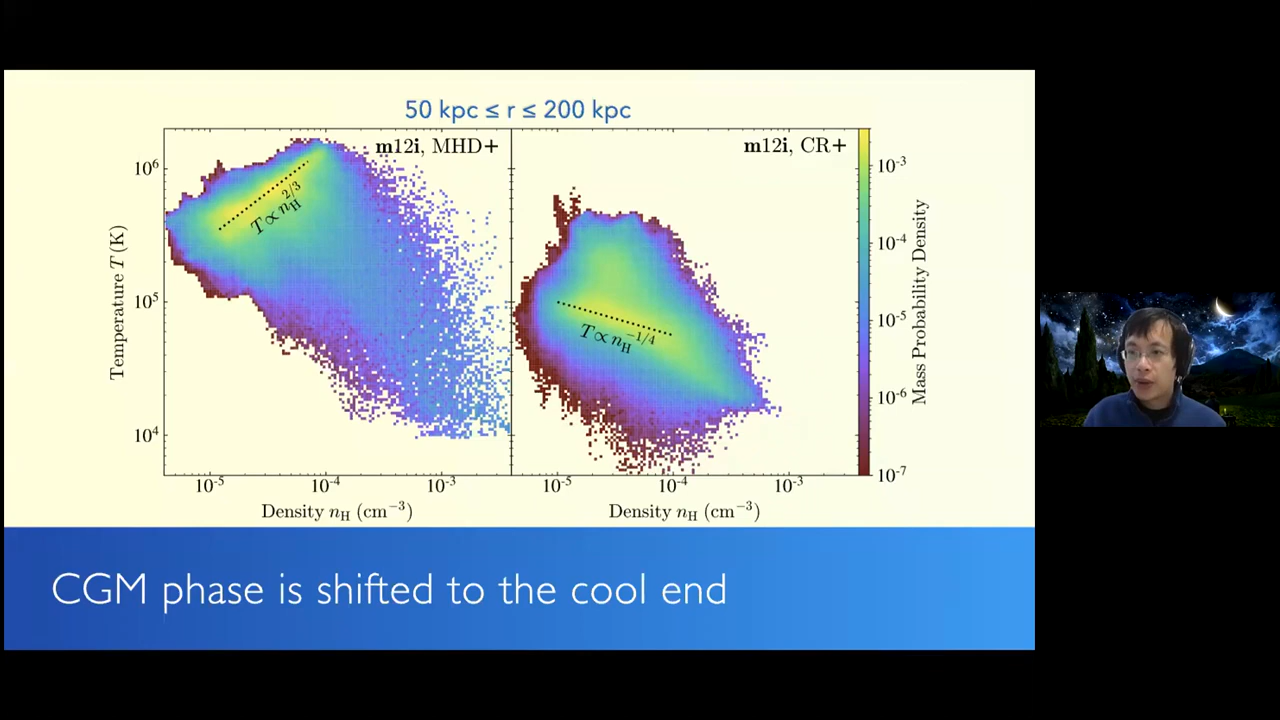 50 kpc ≤ r ≤ 200 kpc
m12i, MHD+
m12i, CR+
T ∝ n_H^{2/3}
T ∝ n_H^{−1/4}
Temperature T (K)
10^6
10^5
10^4
10^{-5}
10^{-4}
10^{-3}
10^{-5}
10^{-4}
10^{-3}
Density n_H (cm^{−3})
Density n_H (cm^{−3})
10^{-3}
10^{-4}
10^{-5}
10^{-6}
10^{-7}
Mass Probability Density
CGM phase is shifted to the cool end